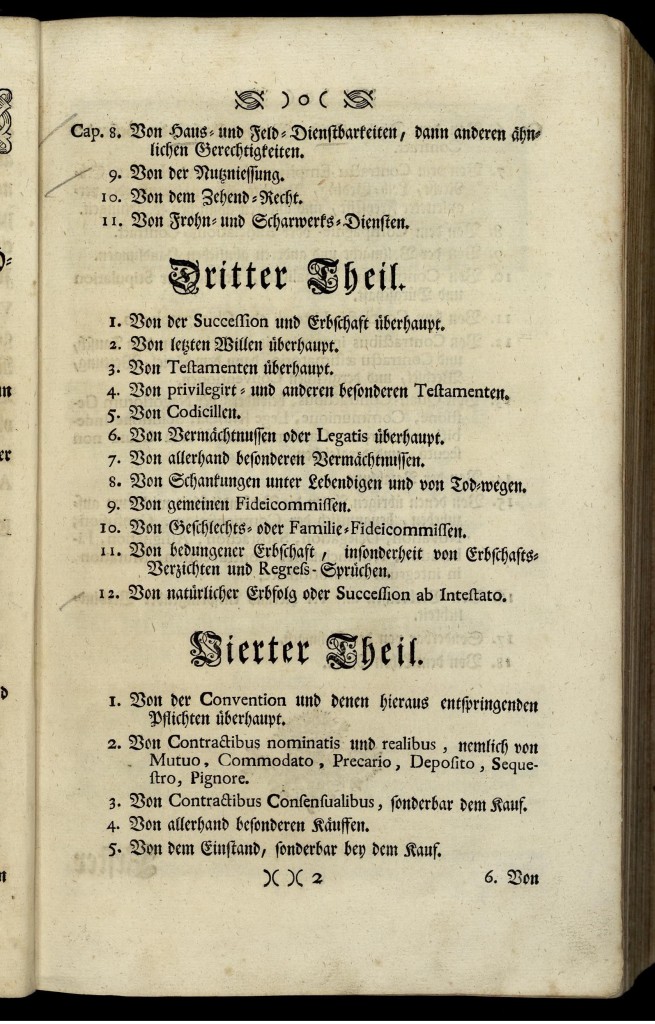 ) o (
Cap. 8. Von Haus- und Feld-Dienstbarkeiten, dann anderen ähn-
lichen Gerechtigkeiten.
9. Von der Nutzniessung.
10. Von dem Zehend-Recht.
11. Von Frohn- und Scharwerks-Diensten.
Dritter Theil.
1. Von der Succession und Erbschaft überhaupt.
2. Von letzten Willen überhaupt.
3. Von Testamenten überhaupt.
4. Von privilegirt- und anderen besonderen Testamenten.
5. Von Codicillen.
6. Von Vermächtnussen oder Legatis überhaupt.
7. Von allerhand besonderen Vermächtnussen.
8. Von Schankungen unter Lebendigen und von Tod-wegen.
9. Von gemeinen Fideicommissen.
10. Von Geschlechts- oder Familie-Fideicommissen.
11. Von bedungener Erbschaft, insonderheit von Erbschafts-
Verzichten und Regress-Sprüchen.
12. Von natürlicher Erbfolg oder Succession ab Intestato.
Vierter Theil.
1. Von der Convention und denen hieraus entspringenden
Pflichten überhaupt.
2. Von Contractibus nominatis und realibus, nemlich von
Mutuo, Commodato, Precario, Deposito, Seque-
stro, Pignore.
3. Von Contractibus Consensualibus, sonderbar dem Kauf.
4. Von allerhand besonderen Käuffen.
5. Von dem Einstand, sonderbar bey dem Kauf.
)( )( 2
6. Von